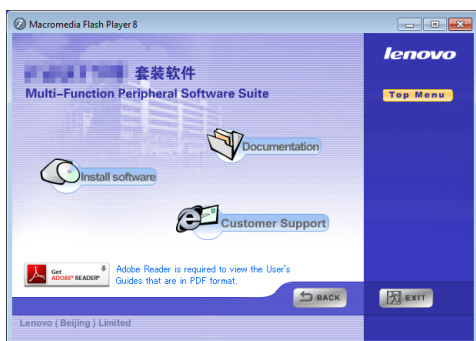 Macromedia Flash Player 8
lenovo
套装软件
Multi-Function Peripheral Software Suite
Top Menu
Documentation
Install software
Customer Support
Get
ADOBE® READER®
Adobe Reader is required to view the User's
Guides that are in PDF format.
BACK
EXIT
Lenovo ( Beijing ) Limited